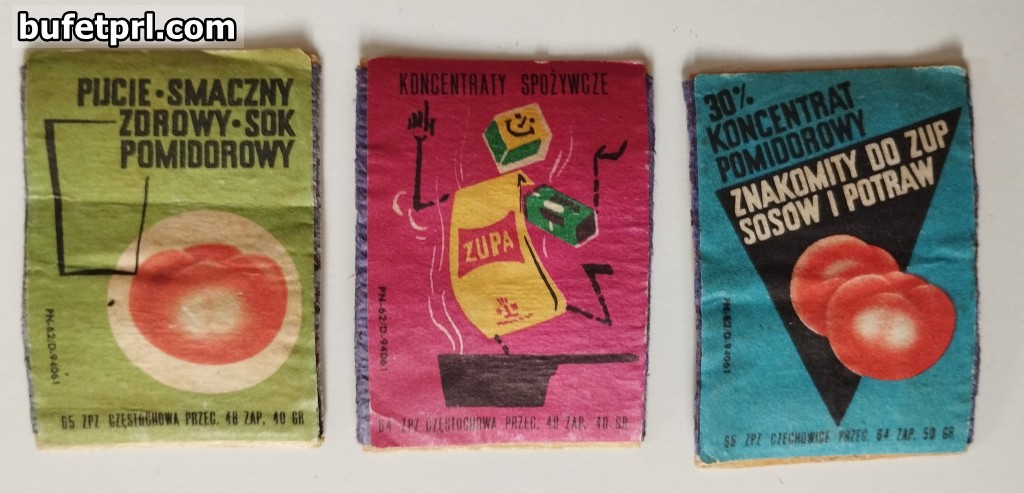 bufetprl.com
PIJCIE • SMACZNY
ZDROWY • SOK
POMIDOROWY
PN-62/D-94061
65 ZPZ CZĘSTOCHOWA PRZEC. 48 ZAP. 40 GR
KONCENTRATY SPOŻYWCZE
ZUPA
PN-62/D-94061
64 ZPZ CZĘSTOCHOWA PRZEC. 48 ZAP. 40 GR
30%
KONCENTRAT
POMIDOROWY
ZNAKOMITY DO ZUP
SOSOW I POTRAW
PN-62/D-94061
65 ZPZ CZECHOWICE PRZEC. 64 ZAP. 50 GR